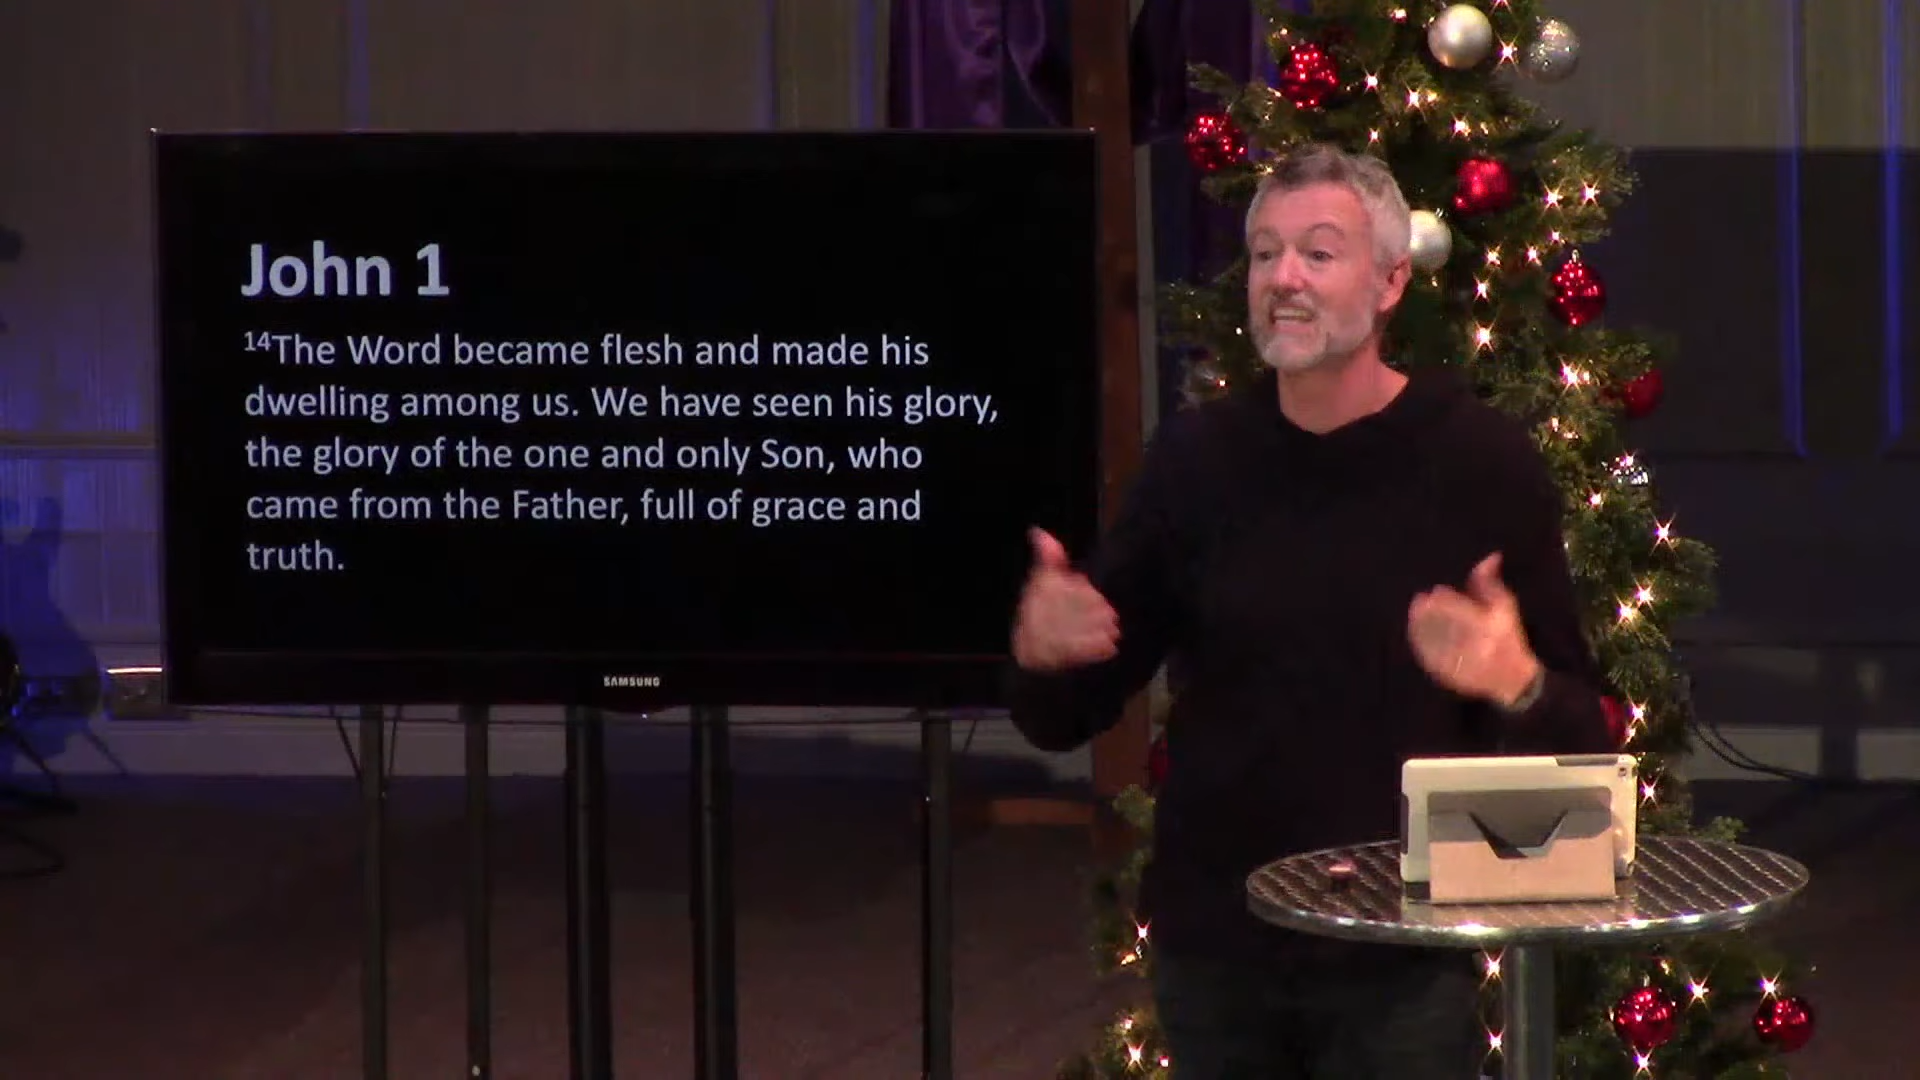 John 1
¹⁴The Word became flesh and made his
dwelling among us. We have seen his glory,
the glory of the one and only Son, who
came from the Father, full of grace and
truth.
SAMSUNG